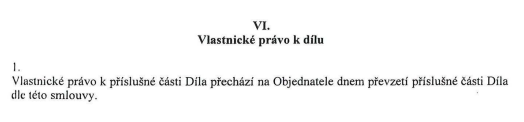 VI.
Vlastnické právo k dílu
1.
Vlastnické právo k příslušné části Díla přechází na Objednatele dnem převzetí příslušné části Díla
dle této smlouvy.